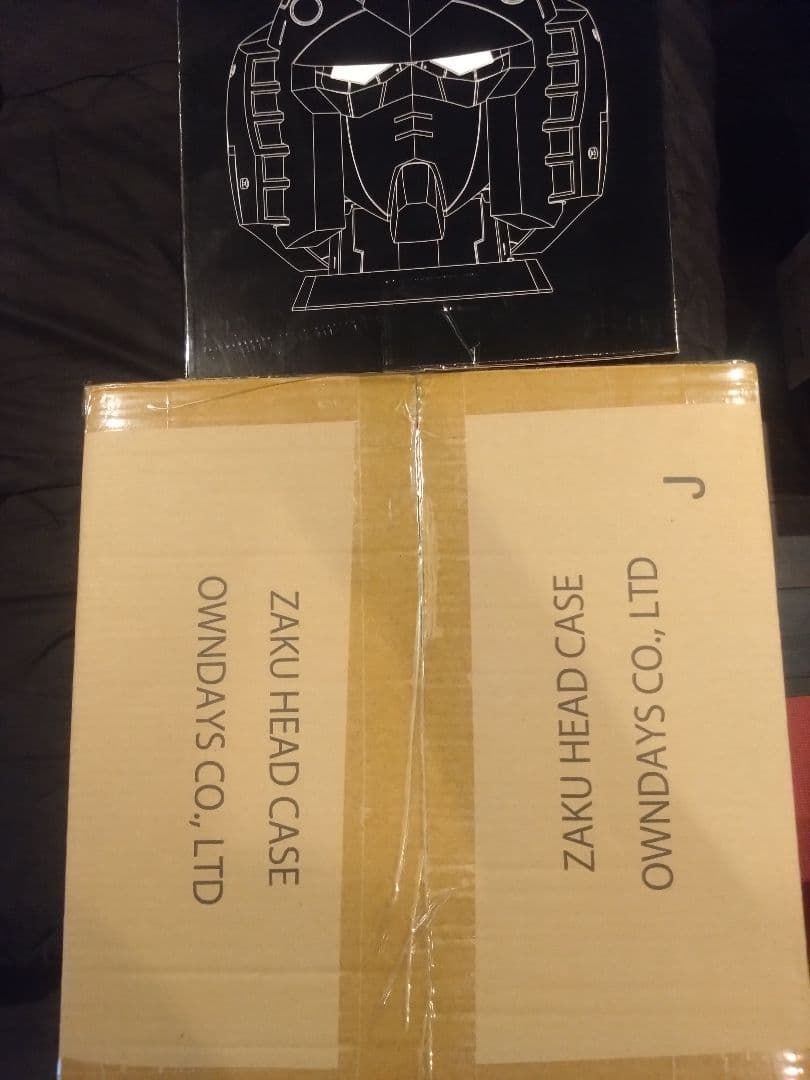 ZAKU HEAD CASE
OWNDAYS CO., LTD
J
ZAKU HEAD CASE
OWNDAYS CO., LTD